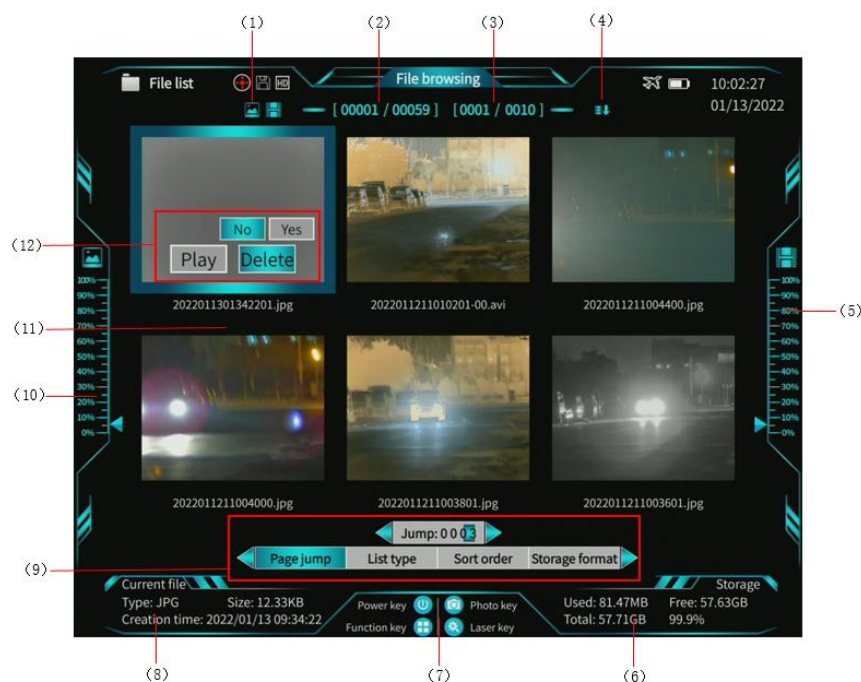 (1) (2) (3) (4)
File list HD File browsing 10:02:27
[ 00001 / 00059 ] [ 0001 / 0010 ] 01/13/2022
No Yes
Play Delete
(12)
2022011301342201.jpg 2022011211010201-00.avi 2022011211004400.jpg
(11)
(5)
(10)
100%
90%
80%
70%
60%
50%
40%
30%
20%
10%
0%
100%
90%
80%
70%
60%
50%
40%
30%
20%
10%
0%
2022011211004000.jpg 2022011211003801.jpg 2022011211003601.jpg
Jump: 0 0 0 3
(9)
Page jump List type Sort order Storage format
Current file Storage
Type: JPG Size: 12.33KB Power key Photo key Used: 81.47MB Free: 57.63GB
Creation time: 2022/01/13 09:34:22 Function key Laser key Total: 57.71GB 99.9%
(8) (7) (6)